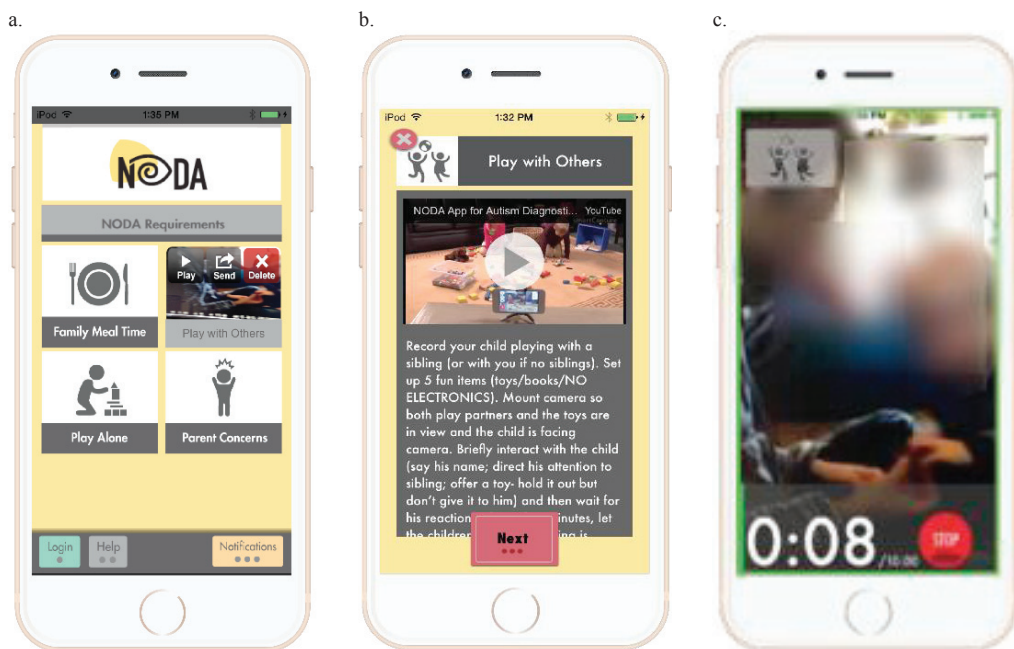 a.
b.
c.
iPod
1:35 PM
NODA
NODA Requirements
Play
Send
Delete
Family Meal Time
Play with Others
Play Alone
Parent Concerns
Login
Help
Notifications
iPod
1:32 PM
Play with Others
NODA App for Autism Diagnosti...
YouTube
Record your child playing with a
sibling (or with you if no siblings). Set
up 5 fun items (toys/books/NO
ELECTRONICS). Mount camera so
both play partners and the toys are
in view and the child is facing
camera. Briefly interact with the child
(say his name; direct his attention to
sibling; offer a toy- hold it out but
don't give it to him) and then wait for
his reaction inutes, let
the children
Next
PM
0:08
/10:00
STOP